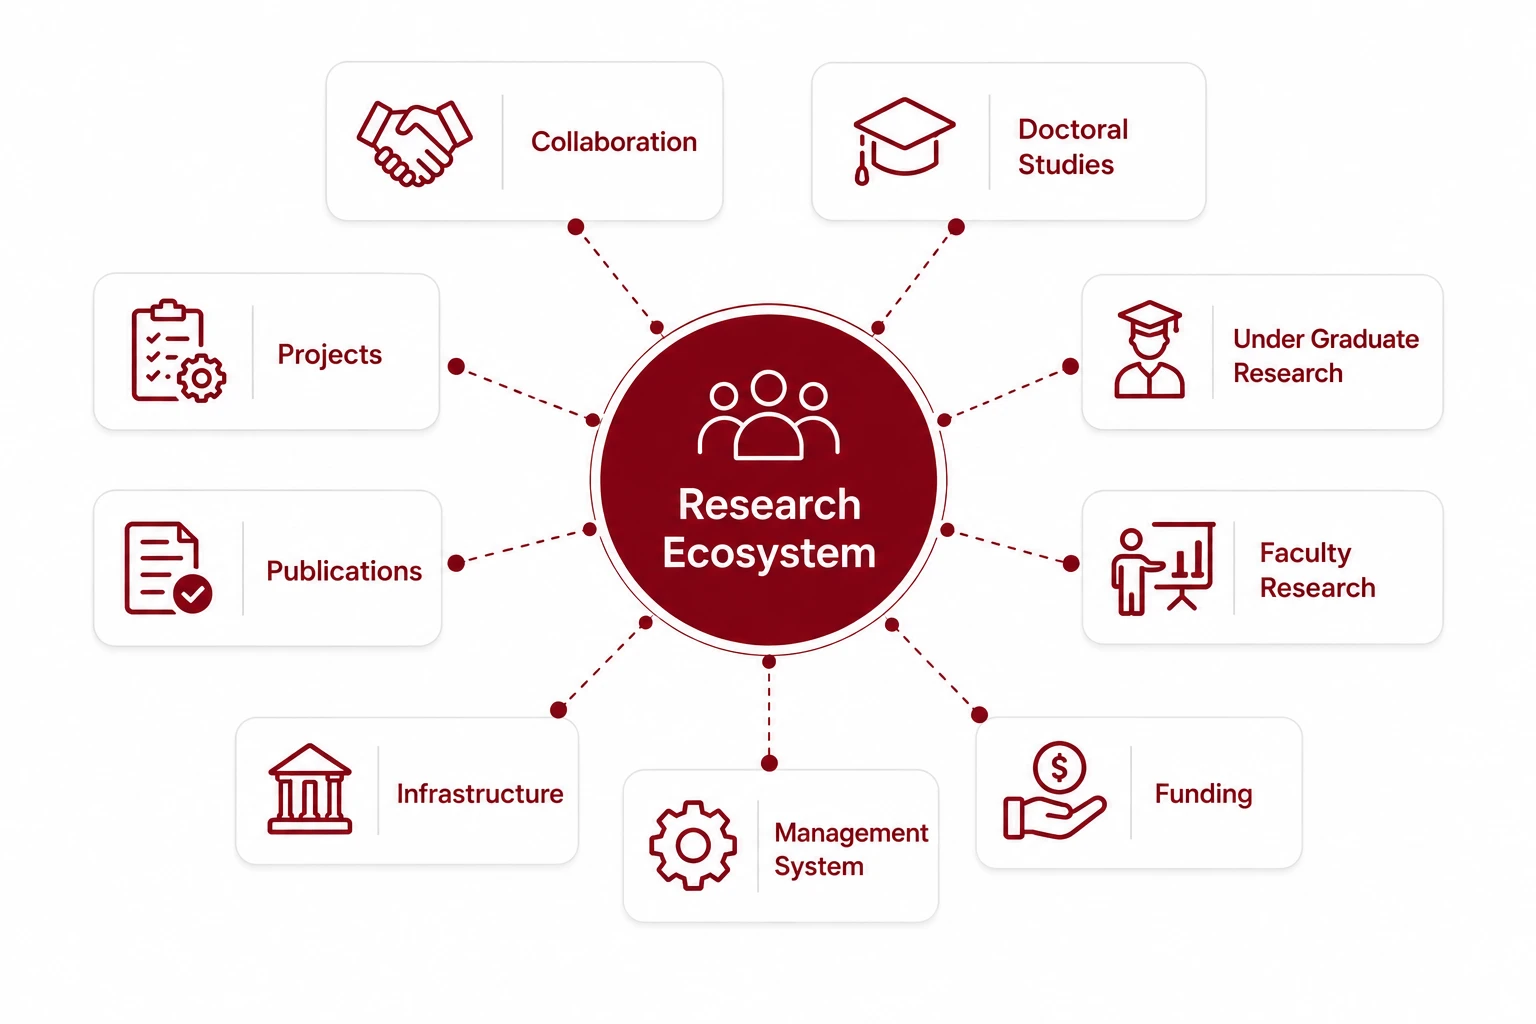 Collaboration
Doctoral
Studies
Projects
Under Graduate
Research
Research
Ecosystem
Publications
Faculty
Research
Infrastructure
Management
System
$
Funding